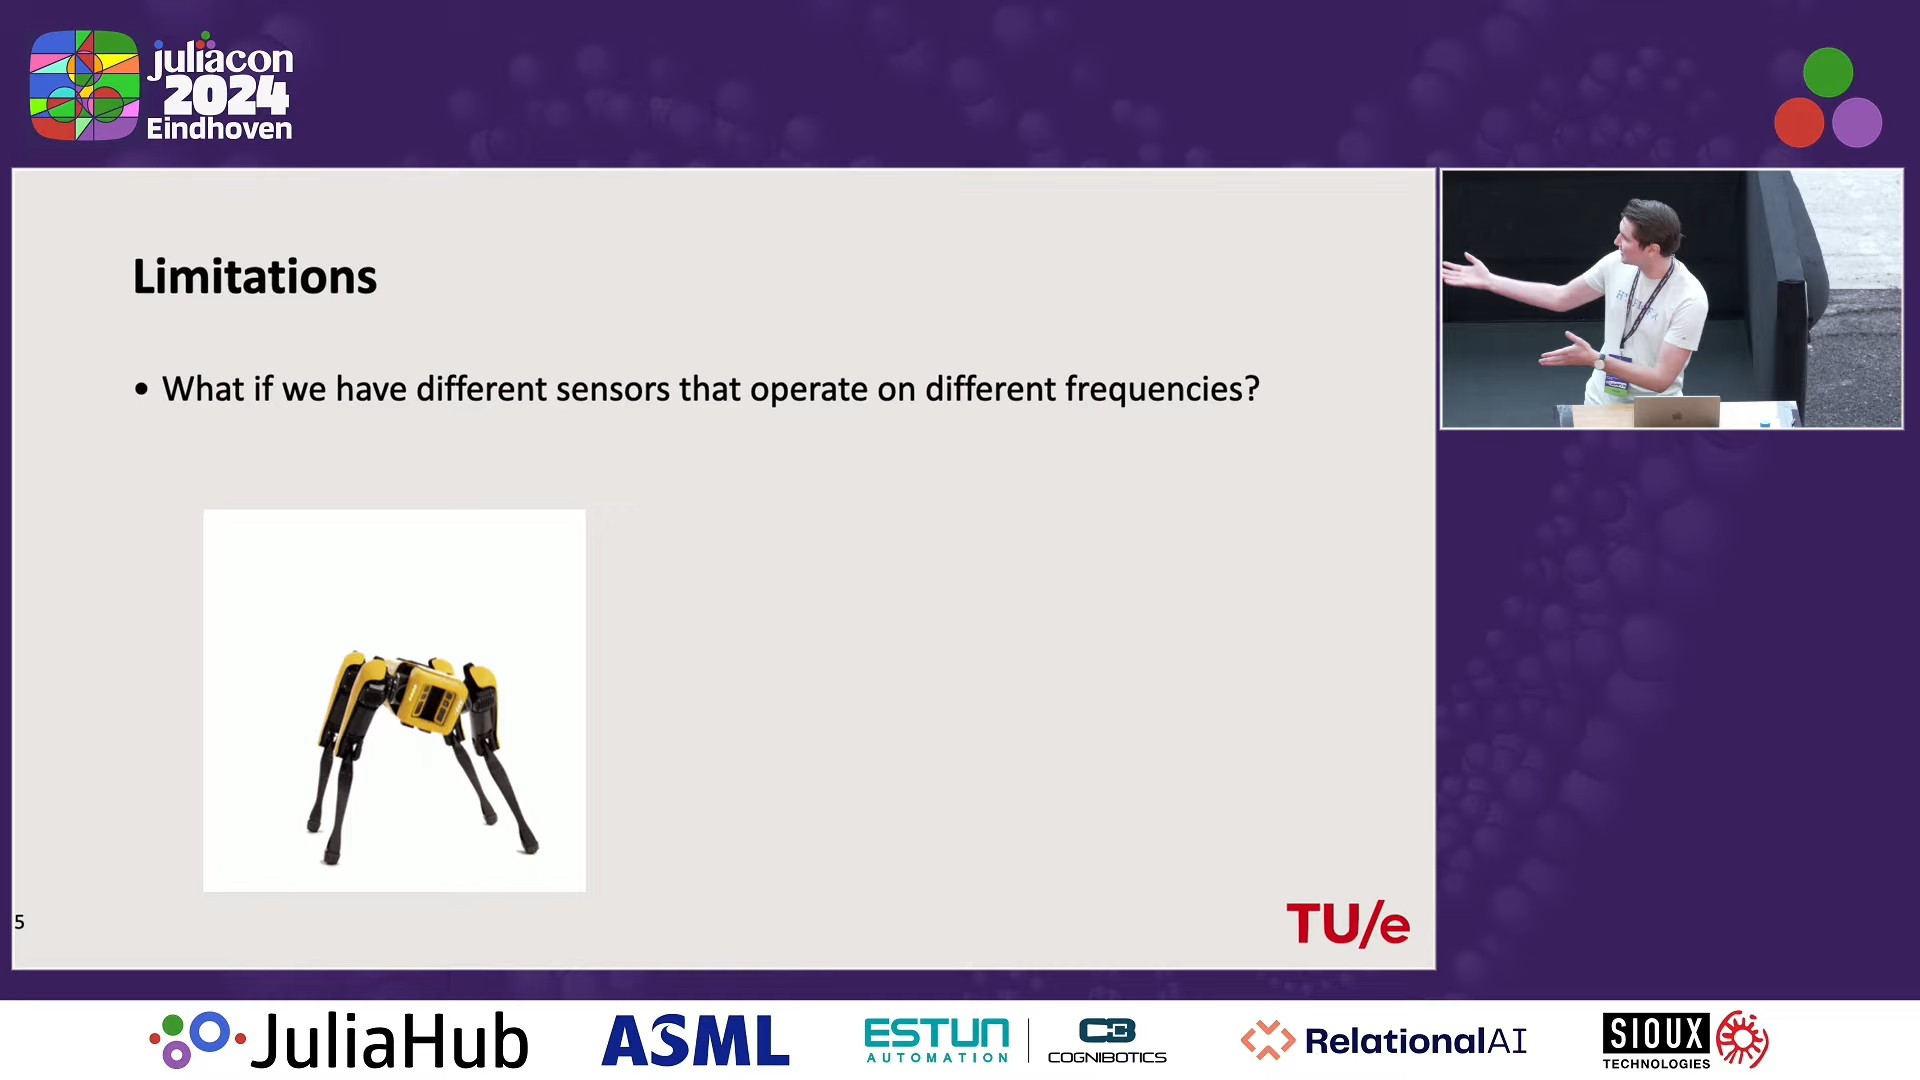 juliacon
2024
Eindhoven
Limitations
• What if we have different sensors that operate on different frequencies?
5
TU/e
JuliaHub
ASML
ESTUN
AUTOMATION
COGNIBOTICS
RelationalAI
SIOUX
TECHNOLOGIES